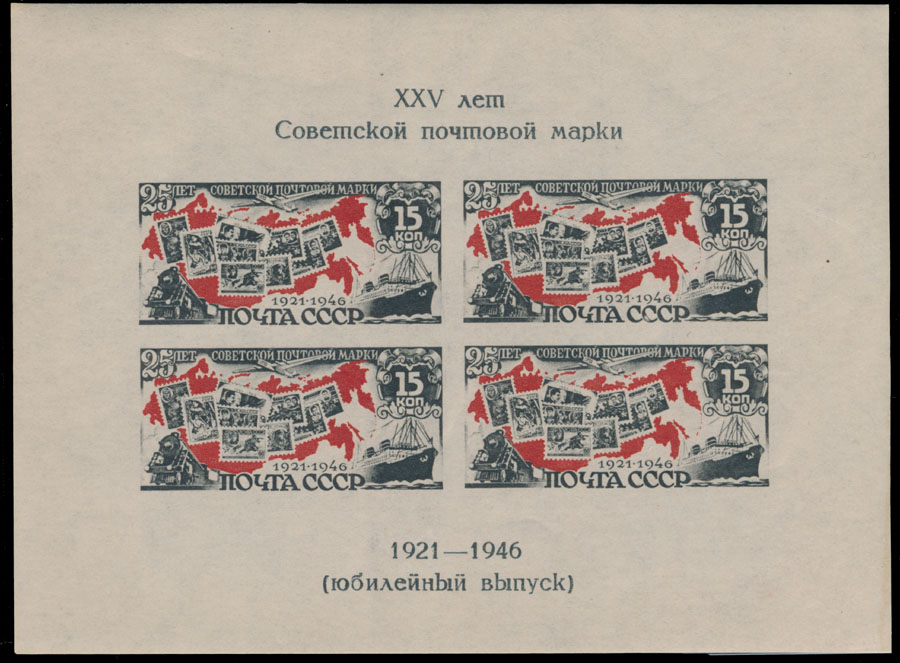 XXV лет
Советской почтовой марки
25 ЛЕТ СОВЕТСКОЙ ПОЧТОВОЙ МАРКИ
15
КОП
1921·1946
ПОЧТА СССР
25 ЛЕТ СОВЕТСКОЙ ПОЧТОВОЙ МАРКИ
15
КОП
1921·1946
ПОЧТА СССР
25 ЛЕТ СОВЕТСКОЙ ПОЧТОВОЙ МАРКИ
15
КОП
1921·1946
ПОЧТА СССР
25 ЛЕТ СОВЕТСКОЙ ПОЧТОВОЙ МАРКИ
15
КОП
1921·1946
ПОЧТА СССР
1921—1946
(юбилейный выпуск)